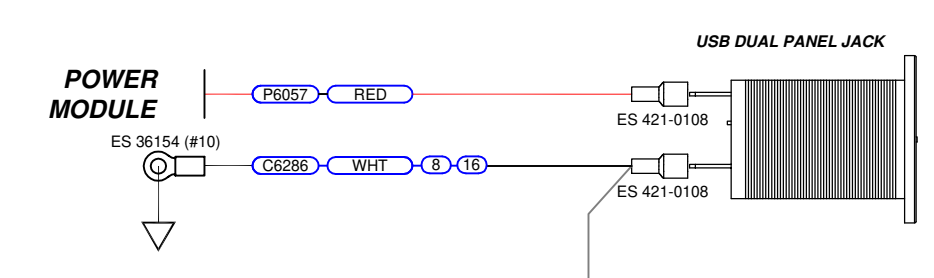 USB DUAL PANEL JACK
POWER
MODULE
P6057 RED
ES 421-0108
ES 36154 (#10)
C6286 WHT 8 16
ES 421-0108